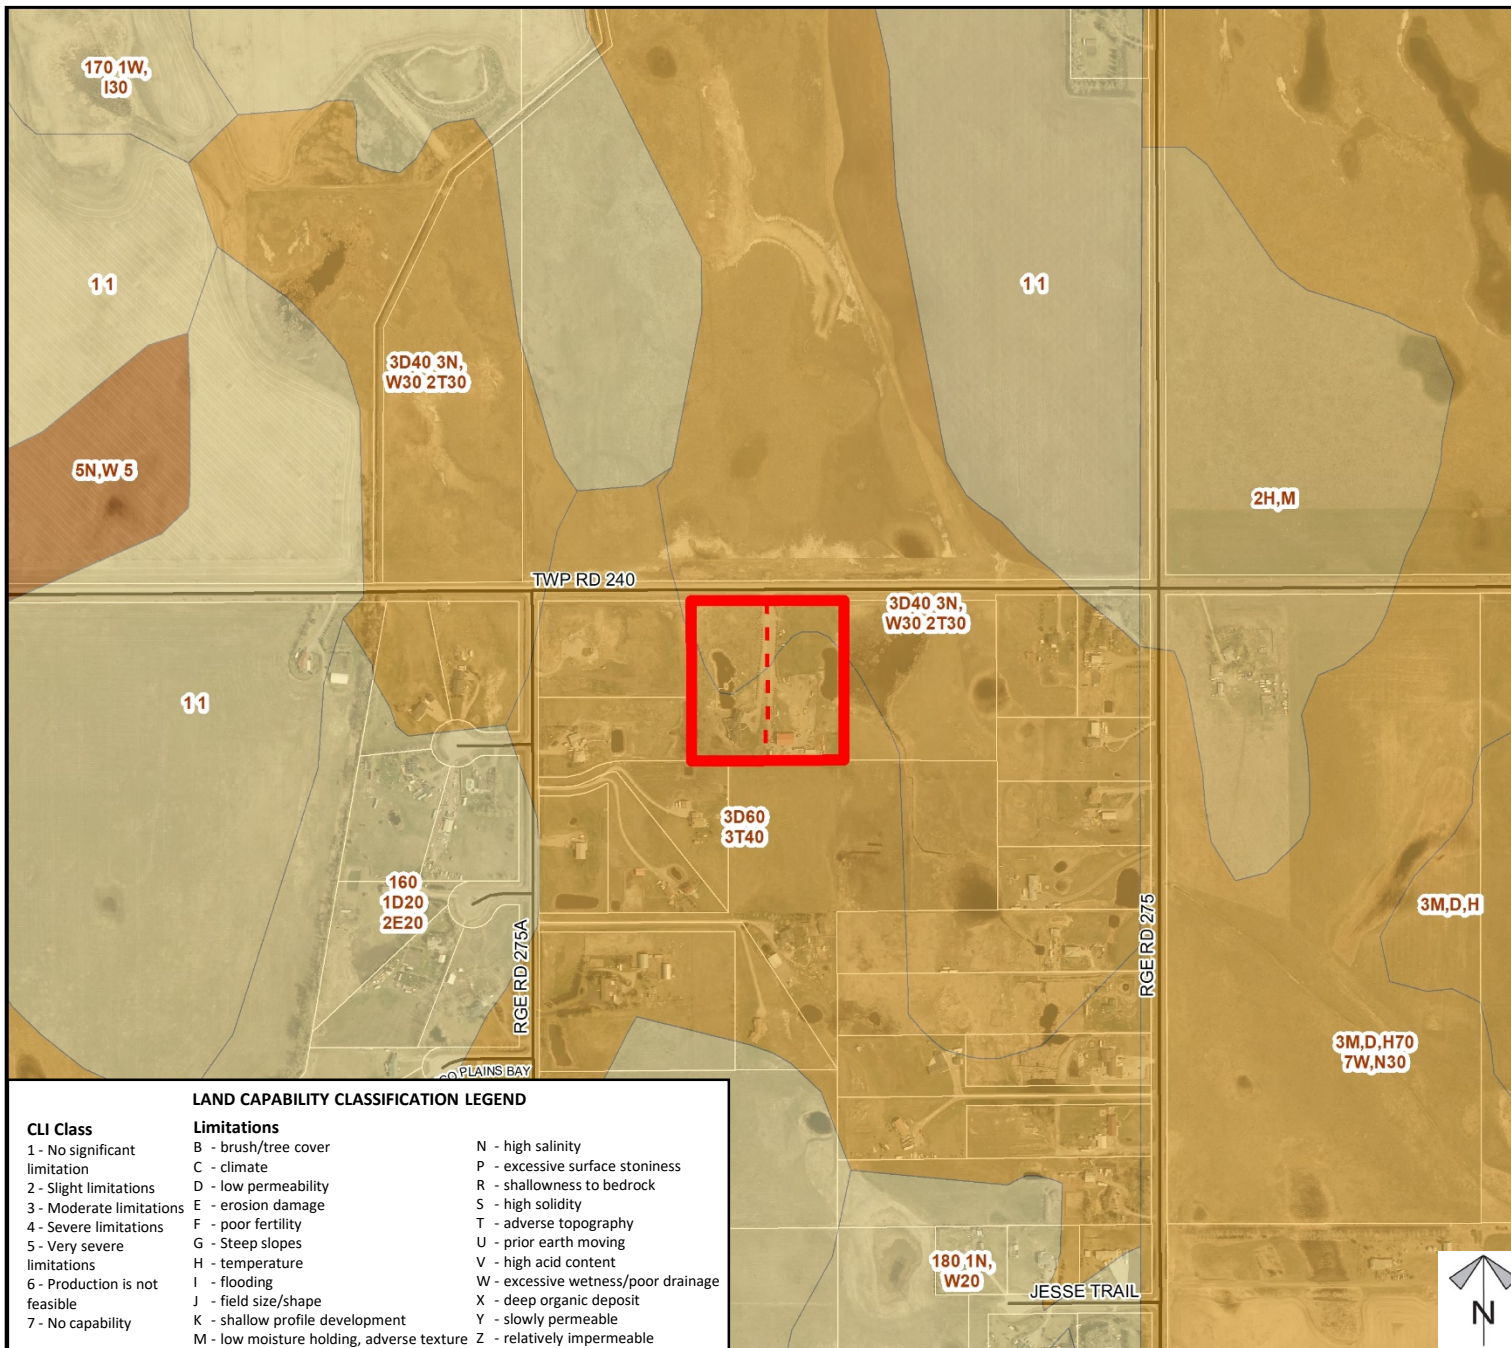 170 1W,
I30
1 1
1 1
3D40 3N,
W30 2T30
5N,W 5
2H,M
TWP RD 240
3D40 3N,
W30 2T30
1 1
3D60
3T40
160
1D20
2E20
RGE RD 275A
RGE RD 275
3M,D,H
3M,D,H70
7W,N30
PLAINS BAY
180 1N,
W20
JESSE TRAIL
N
LAND CAPABILITY CLASSIFICATION LEGEND
CLI Class
1 - No significant
limitation
2 - Slight limitations
3 - Moderate limitations
4 - Severe limitations
5 - Very severe
limitations
6 - Production is not
feasible
7 - No capability
Limitations
B - brush/tree cover
C - climate
D - low permeability
E - erosion damage
F - poor fertility
G - Steep slopes
H - temperature
I - flooding
J - field size/shape
K - shallow profile development
M - low moisture holding, adverse texture
N - high salinity
P - excessive surface stoniness
R - shallowness to bedrock
S - high solidity
T - adverse topography
U - prior earth moving
V - high acid content
W - excessive wetness/poor drainage
X - deep organic deposit
Y - slowly permeable
Z - relatively impermeable